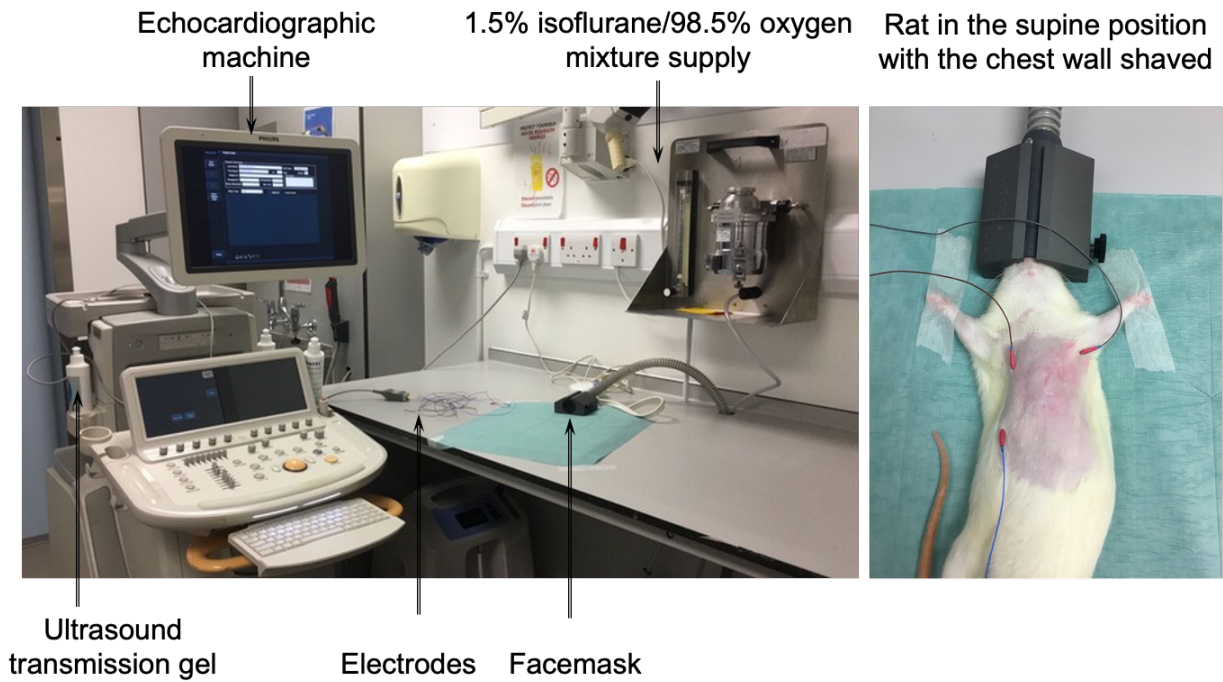 Echocardiographic
machine
1.5% isoflurane/98.5% oxygen
mixture supply
Rat in the supine position
with the chest wall shaved
PHILIPS
Ultrasound
transmission gel
Electrodes
Facemask